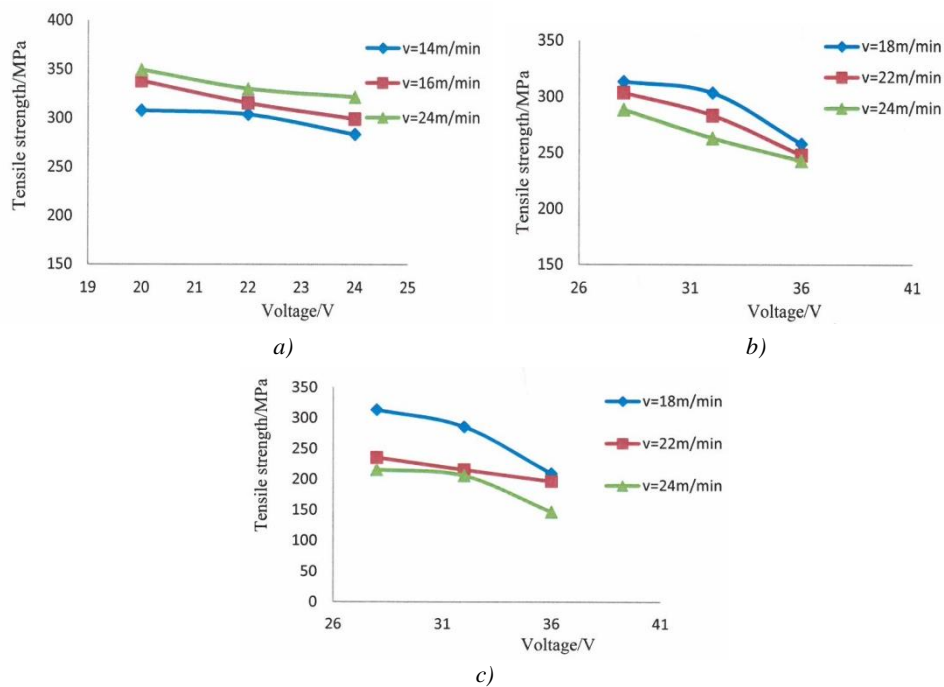 400
350
300
250
200
150
19 20 21 22 23 24 25
Tensile strength/MPa
Voltage/V
v=14m/min
v=16m/min
v=24m/min
a)
350
300
250
200
150
26 31 36 41
Tensile strength/MPa
Voltage/V
v=18m/min
v=22m/min
v=24m/min
b)
350
300
250
200
150
100
50
0
26 31 36 41
Tensile strength/MPa
Voltage/V
v=18m/min
v=22m/min
v=24m/min
c)